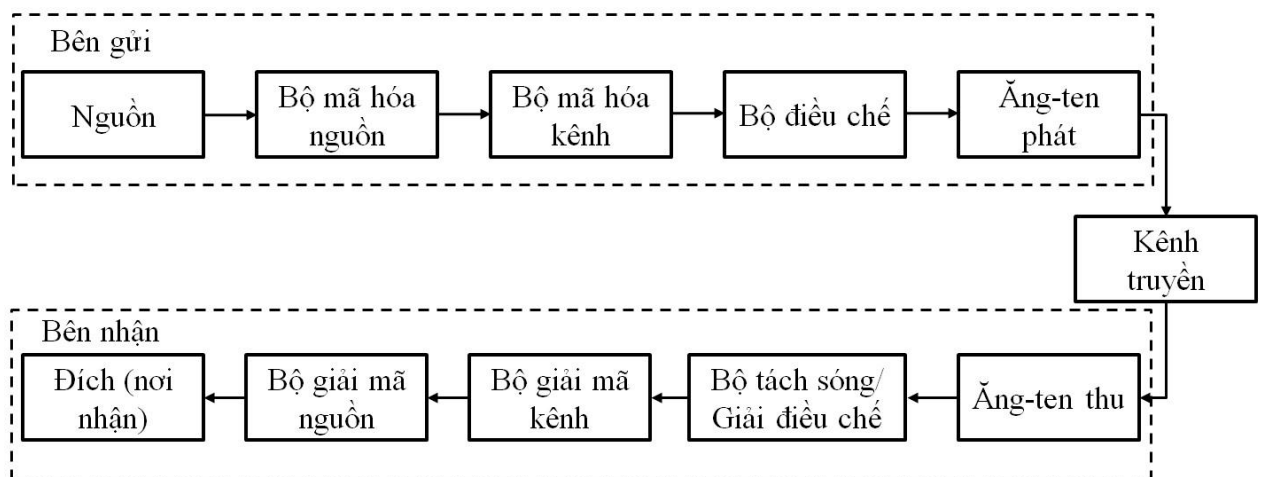 Bên gửi
Nguồn
Bộ mã hóa
nguồn
Bộ mã hóa
kênh
Bộ điều chế
Ăng-ten
phát
Kênh
truyền
Bên nhận
Đích (nơi
nhận)
Bộ giải mã
nguồn
Bộ giải mã
kênh
Bộ tách sóng/
Giải điều chế
Ăng-ten thu